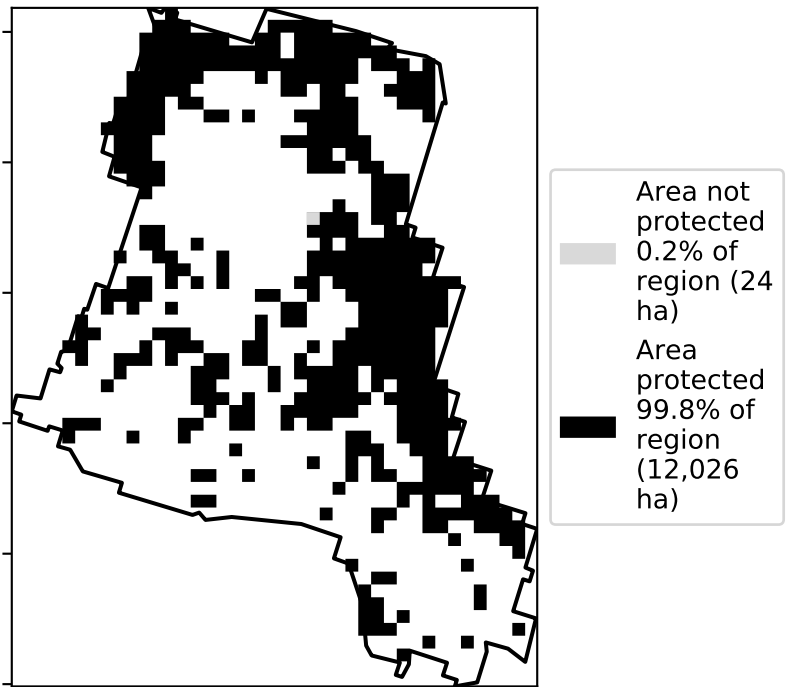 Area not
protected
0.2% of
region (24
ha)
Area
protected
99.8% of
region
(12,026
ha)